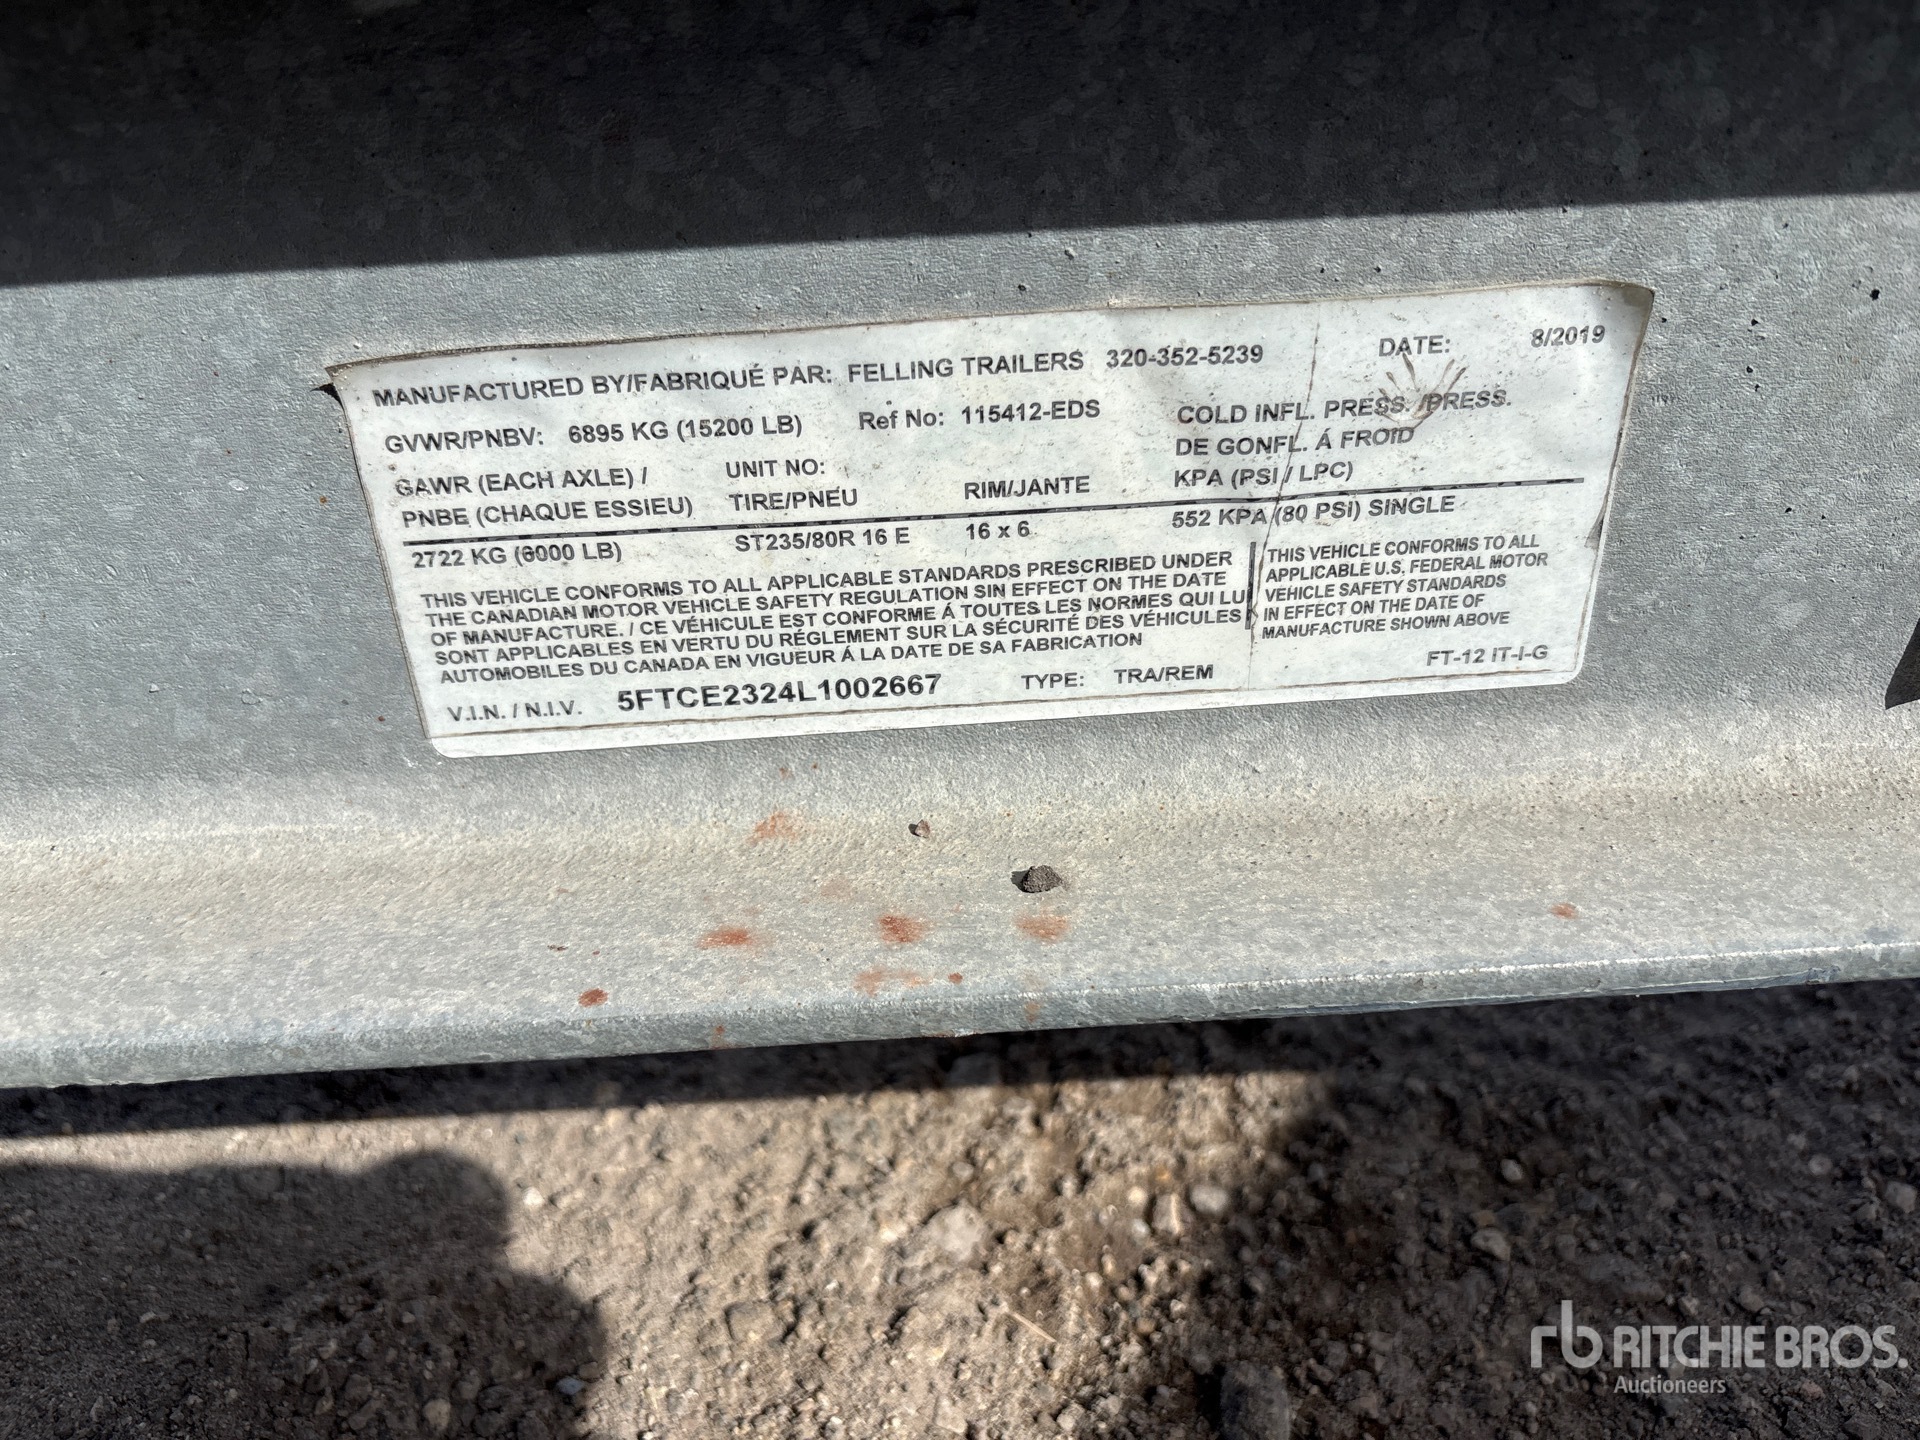 MANUFACTURED BY/FABRIQUÉ PAR: FELLING TRAILERS 320-352-5239 DATE: 8/2019
GVWR/PNBV: 6895 KG (15200 LB) Ref No: 115412-EDS COLD INFL. PRESS. /PRESS.
DE GONFL. Á FROID
GAWR (EACH AXLE) / UNIT NO: KPA (PSI / LPC)
PNBE (CHAQUE ESSIEU) TIRE/PNEU RIM/JANTE
2722 KG (6000 LB) ST235/80R 16 E 16 x 6 552 KPA (80 PSI) SINGLE
THIS VEHICLE CONFORMS TO ALL APPLICABLE STANDARDS PRESCRIBED UNDER
THE CANADIAN MOTOR VEHICLE SAFETY REGULATION SIN EFFECT ON THE DATE
OF MANUFACTURE. / CE VÉHICULE EST CONFORME Á TOUTES LES NORMES QUI LU
SONT APPLICABLES EN VERTU DU RÉGLEMENT SUR LA SÉCURITÉ DES VÉHICULES
AUTOMOBILES DU CANADA EN VIGUEUR Á LA DATE DE SA FABRICATION
THIS VEHICLE CONFORMS TO ALL
APPLICABLE U.S, FEDERAL MOTOR
VEHICLE SAFETY STANDARDS
IN EFFECT ON THE DATE OF
MANUFACTURE SHOWN ABOVE
V.I.N. / N.I.V. 5FTCE2324L1002667 TYPE: TRA/REM FT-12 IT-I-G
rb RITCHIE BROS.
Auctioneers